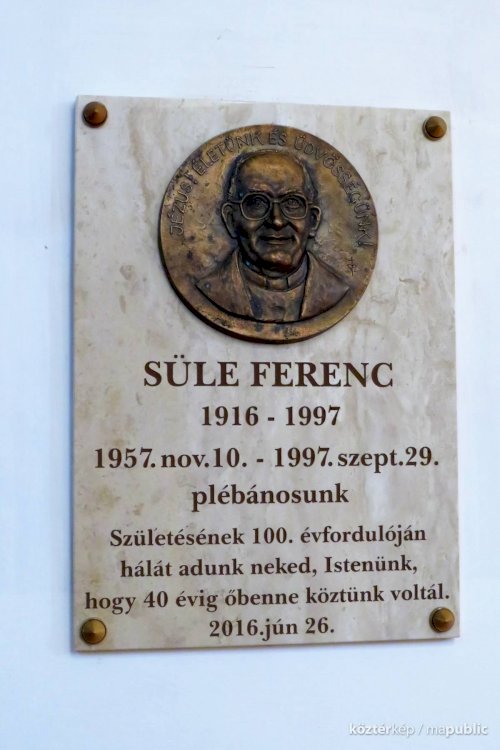 JÉZUS ÉLETÜNK ÉS ÜDVÖSSÉGÜNK!
SÜLE FERENC
1916 - 1997
1957.nov.10. - 1997.szept.29.
plébánosunk
Születésének 100. évfordulóján
hálát adunk neked, Istenünk,
hogy 40 évig őbenne köztünk voltál.
2016.jún 26.
köztérkép / mapublic